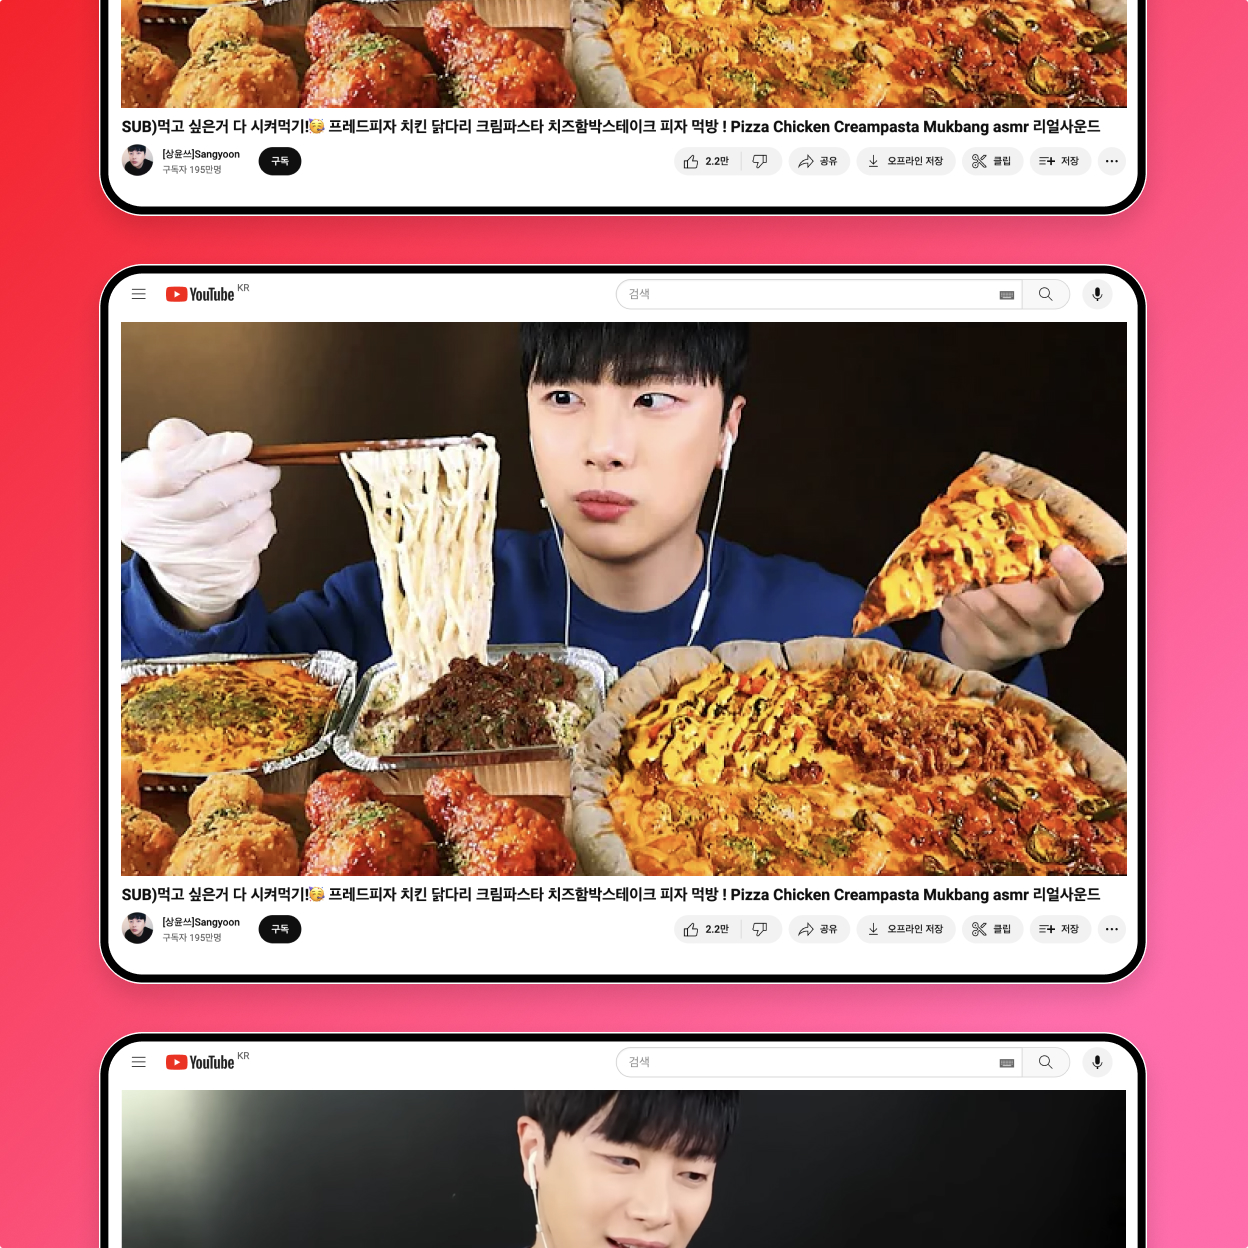 SUB)먹고 싶은거 다 시켜먹기!🥳 프레드피자 치킨 닭다리 크림파스타 치즈함박스테이크 피자 먹방 ! Pizza Chicken Creampasta Mukbang asmr 리얼사운드
[상윤쓰]Sangyoon
구독자 195만명
구독
2.2만
공유
오프라인 저장
클립
저장
YouTube KR
검색
SUB)먹고 싶은거 다 시켜먹기!🥳 프레드피자 치킨 닭다리 크림파스타 치즈함박스테이크 피자 먹방 ! Pizza Chicken Creampasta Mukbang asmr 리얼사운드
[상윤쓰]Sangyoon
구독자 195만명
구독
2.2만
공유
오프라인 저장
클립
저장
YouTube KR
검색